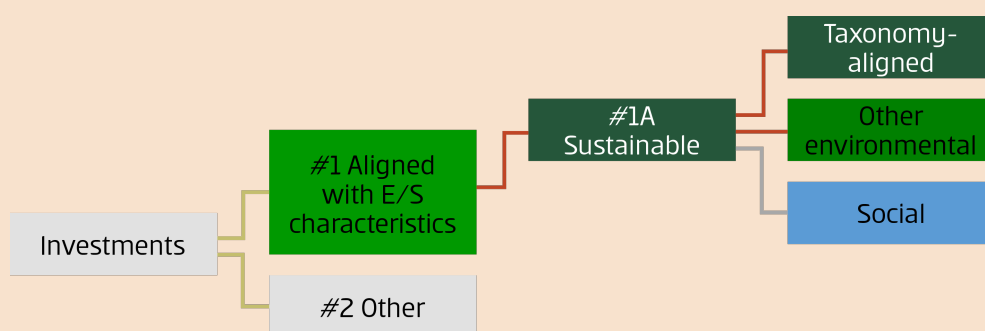 Taxonomy-
aligned
#1A
Sustainable
Other
environmental
#1 Aligned
with E/S
characteristics
Social
Investments
#2 Other